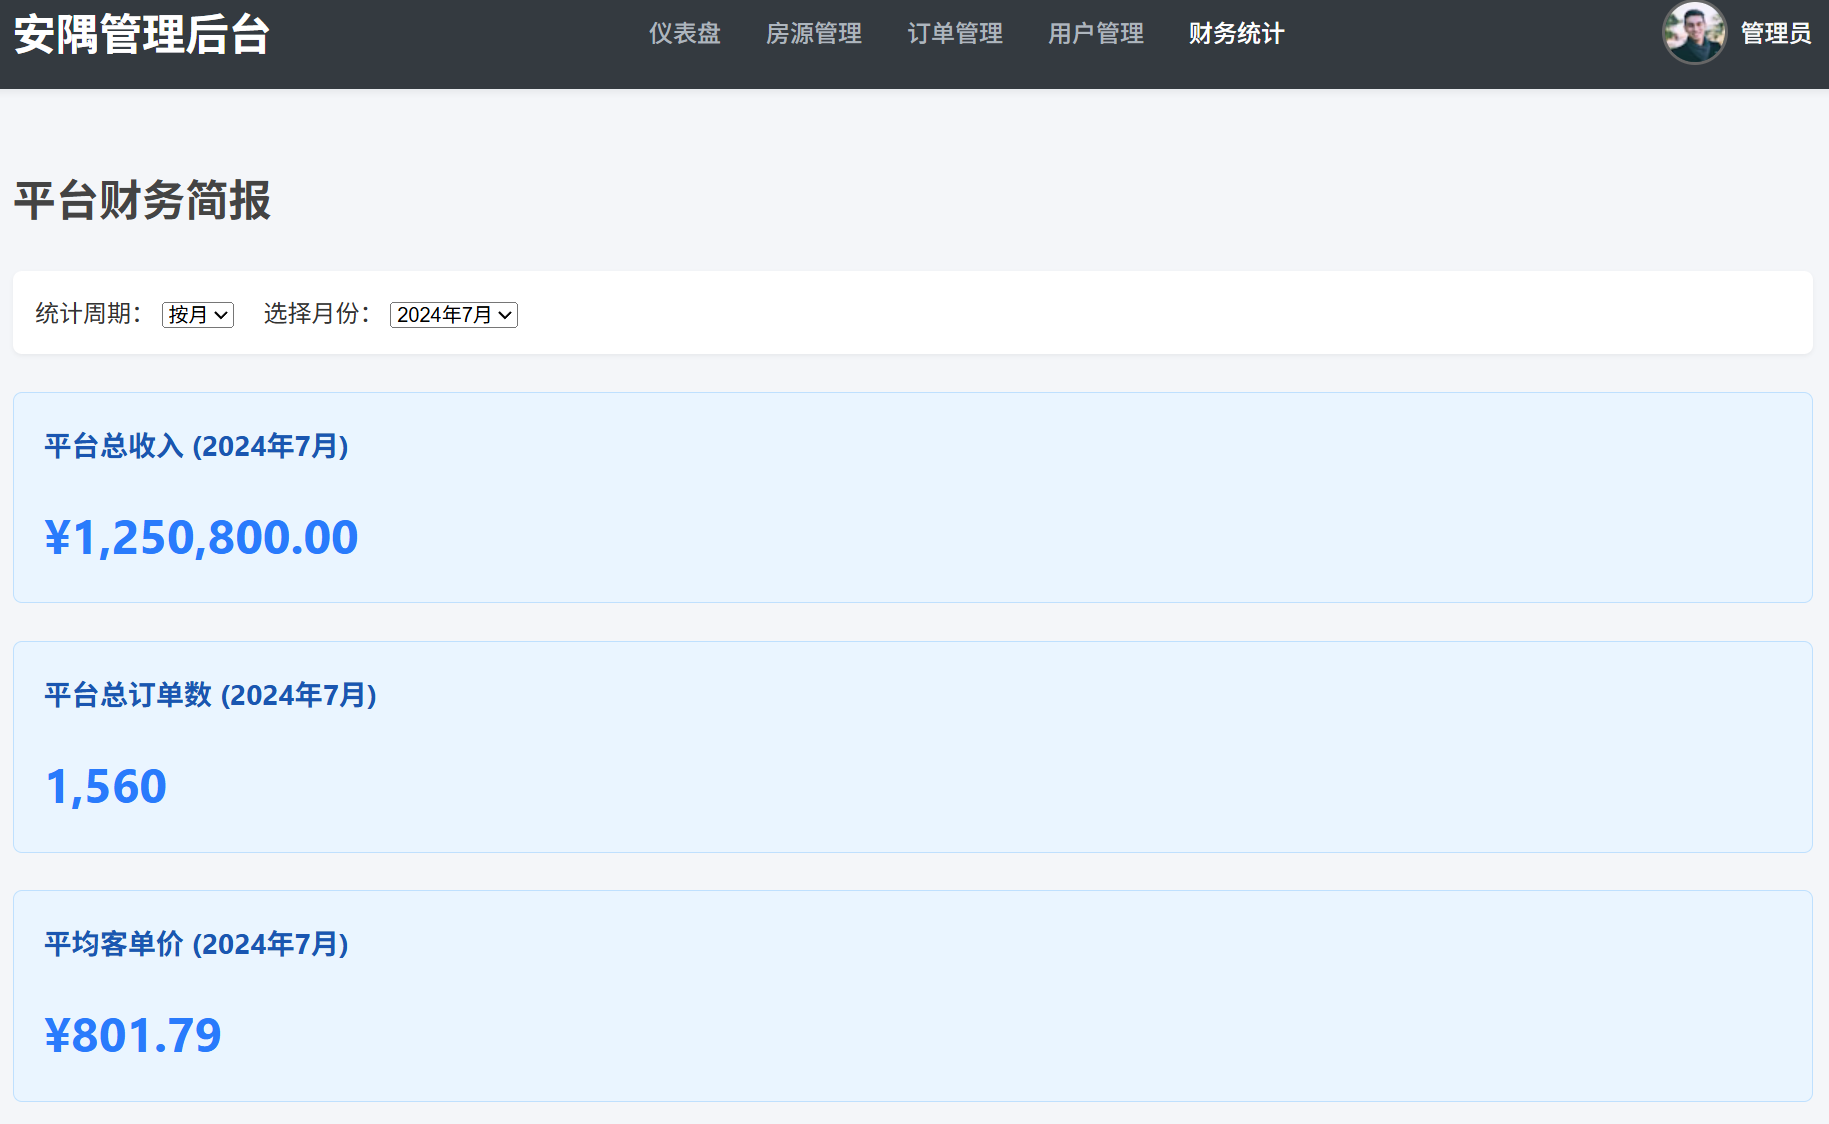 安隅管理后台
仪表盘 房源管理 订单管理 用户管理 财务统计
管理员
平台财务简报
统计周期： 按月 选择月份： 2024年7月
平台总收入 (2024年7月)
¥1,250,800.00
平台总订单数 (2024年7月)
1,560
平均客单价 (2024年7月)
¥801.79